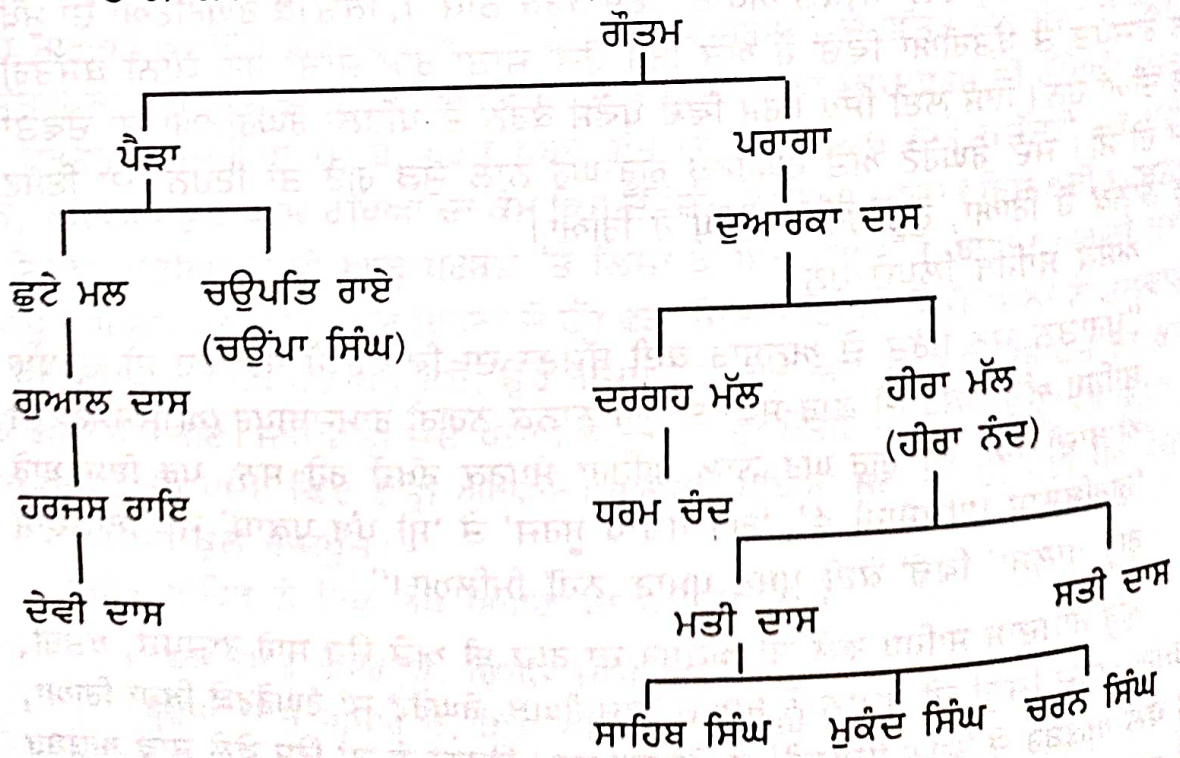 ਗੌਤਮ
ਪੈੜਾ
ਪਰਾਗਾ
ਦੁਆਰਕਾ ਦਾਸ
ਛੁਟੇ ਮਲ
ਚਉਪਤਿ ਰਾਏ
(ਚਉਂਪਾ ਸਿੰਘ)
ਦਰਗਹ ਮੱਲ
ਹੀਰਾ ਮੱਲ
(ਹੀਰਾ ਨੰਦ)
ਗੁਆਲ ਦਾਸ
ਹਰਜਸ ਰਾਇ
ਧਰਮ ਚੰਦ
ਦੇਵੀ ਦਾਸ
ਮਤੀ ਦਾਸ
ਸਤੀ ਦਾਸ
ਸਾਹਿਬ ਸਿੰਘ
ਮੁਕੰਦ ਸਿੰਘ
ਚਰਨ ਸਿੰਘ